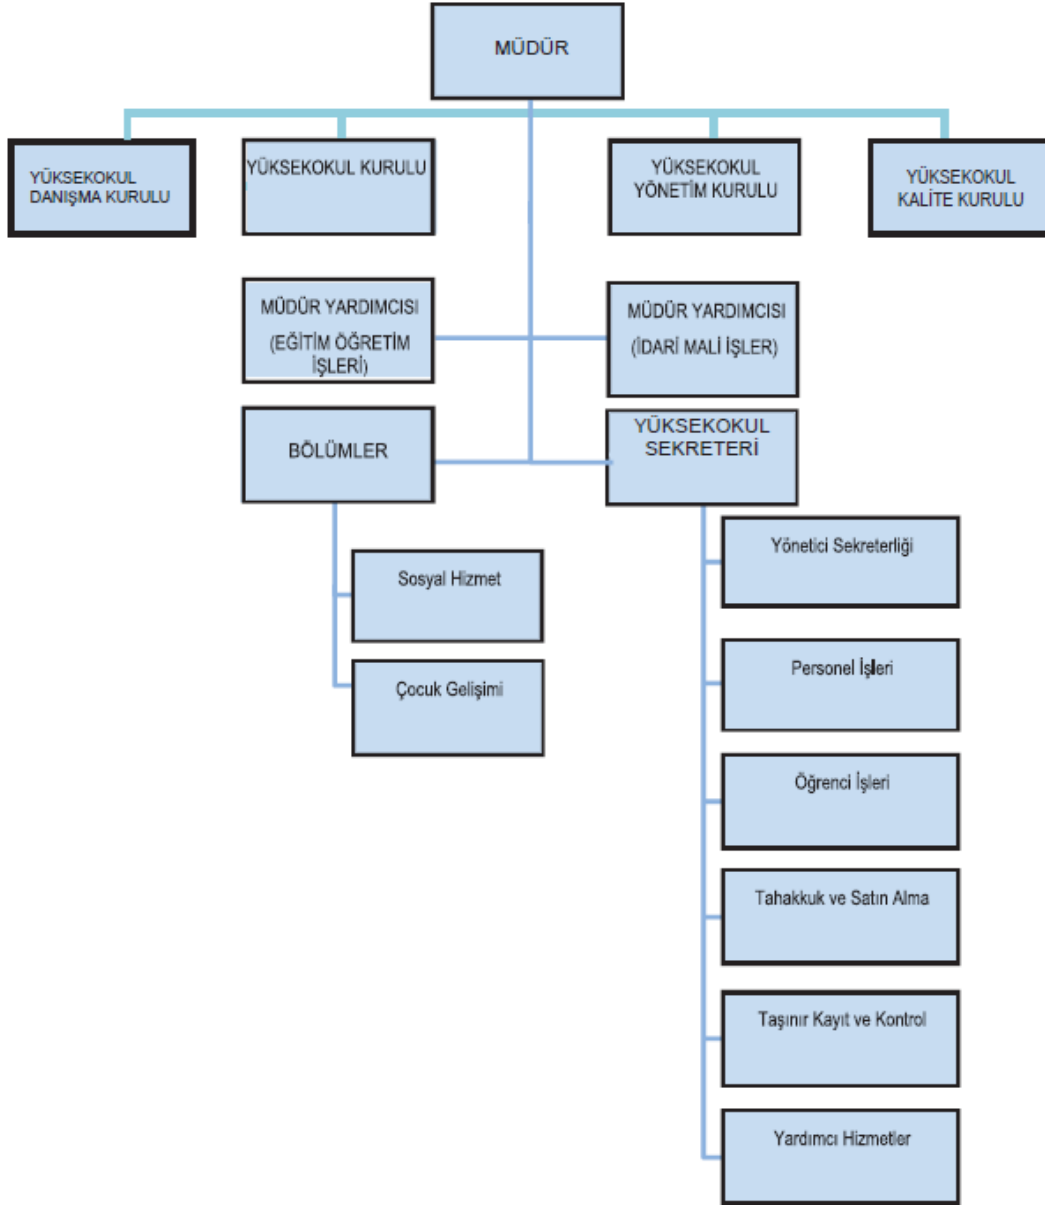 MÜDÜR
YÜKSEKOKUL
DANIŞMA KURULU
YÜKSEKOKUL KURULU
YÜKSEKOKUL
YÖNETİM KURULU
YÜKSEKOKUL
KALİTE KURULU
MÜDÜR YARDIMCISI
(EĞİTİM ÖĞRETİM
İŞLERİ)
MÜDÜR YARDIMCISI
(İDARİ MALİ İŞLER)
BÖLÜMLER
YÜKSEKOKUL
SEKRETERİ
Sosyal Hizmet
Çocuk Gelişimi
Yönetici Sekreterliği
Personel İşleri
Öğrenci İşleri
Tahakkuk ve Satın Alma
Taşınır Kayıt ve Kontrol
Yardımcı Hizmetler